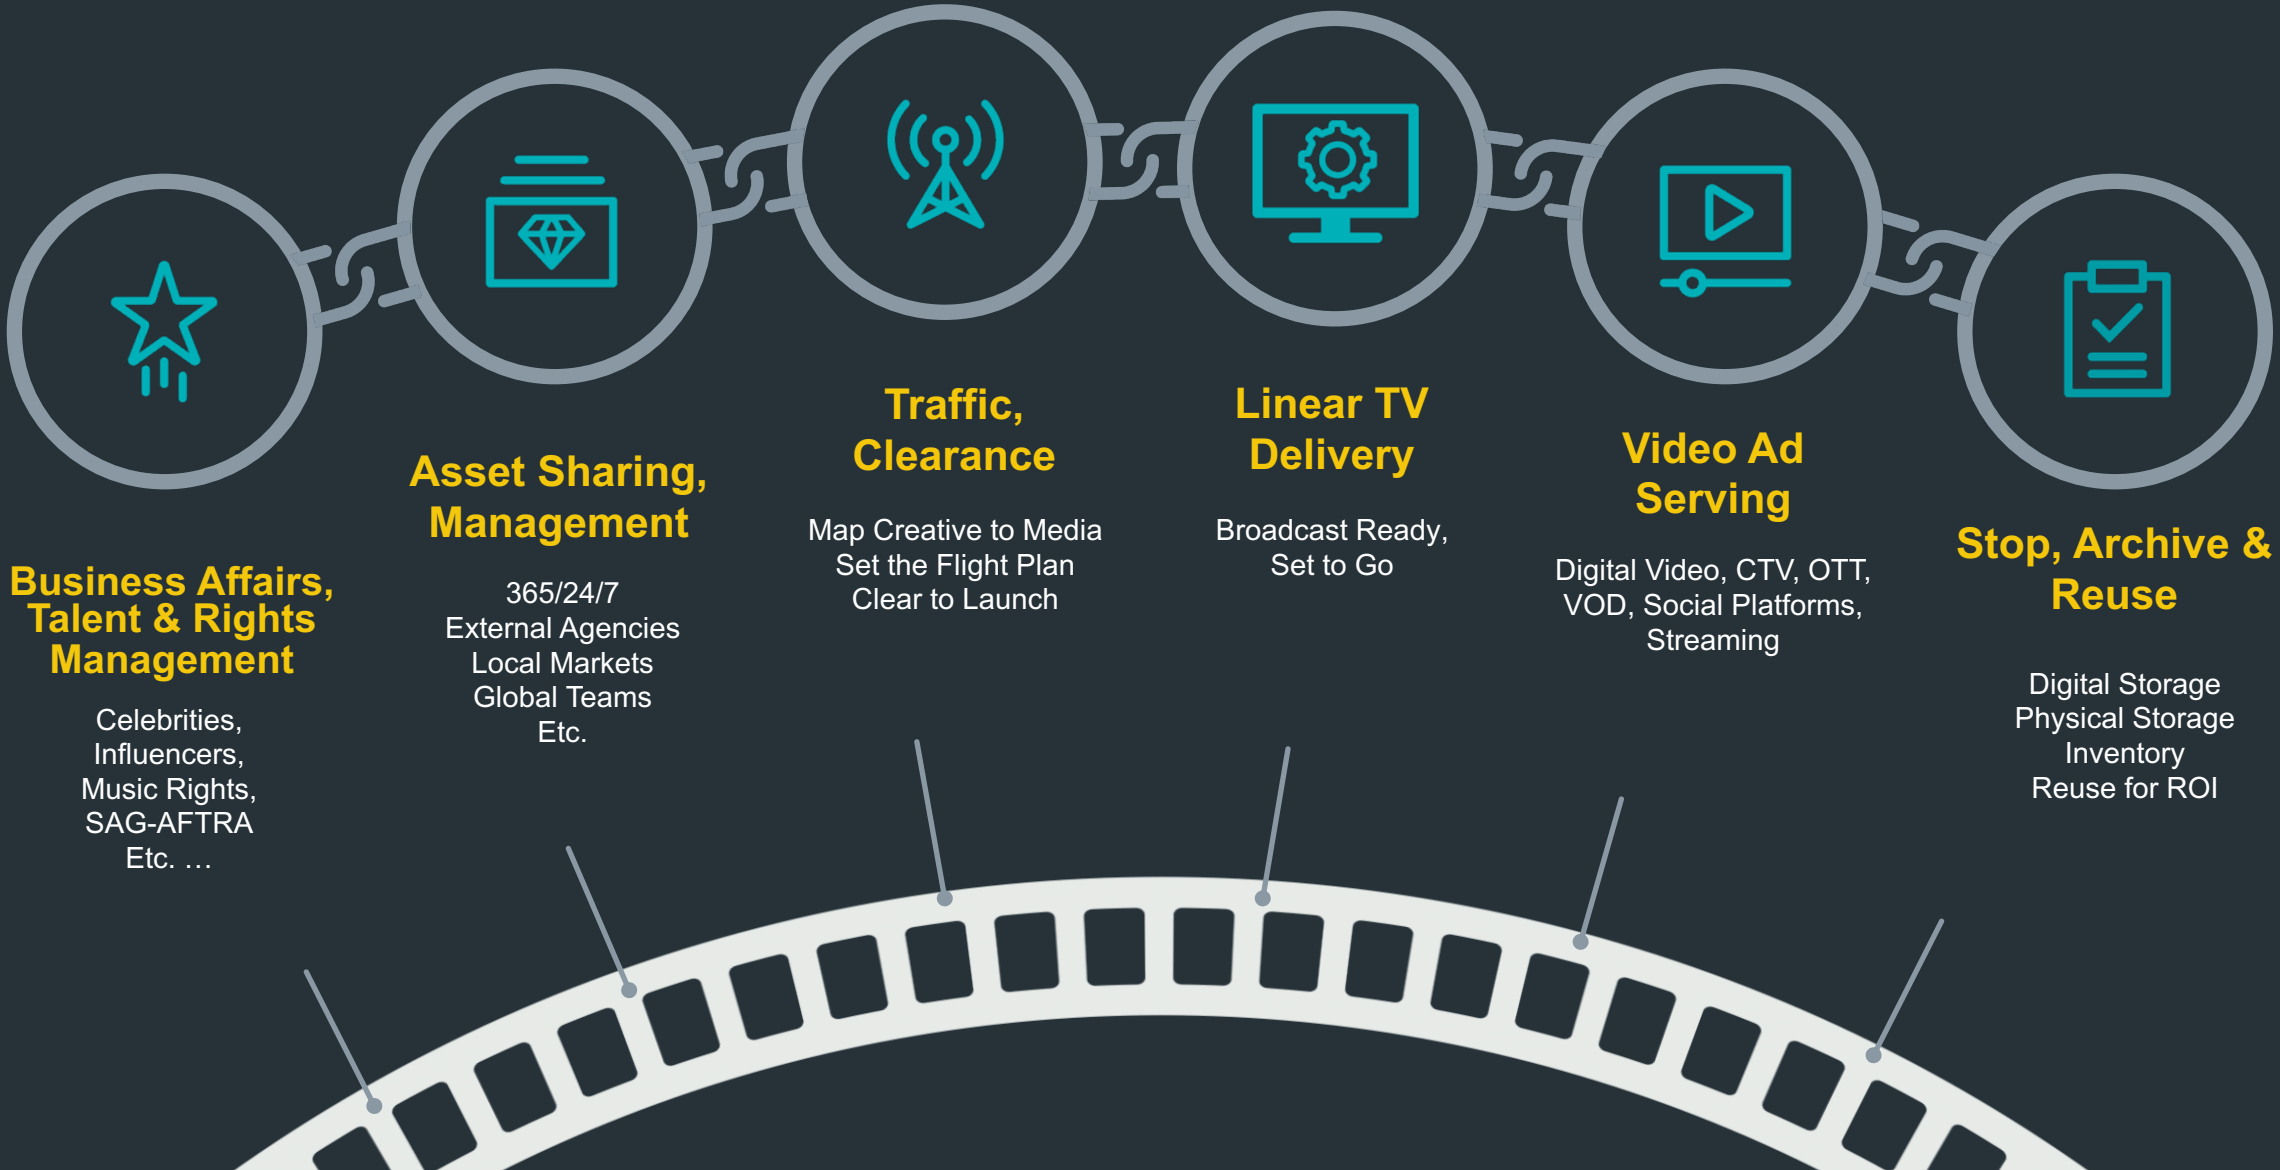 Business Affairs,
Talent & Rights
Management
Celebrities,
Influencers,
Music Rights,
SAG-AFTRA
Etc. …
Asset Sharing,
Management
365/24/7
External Agencies
Local Markets
Global Teams
Etc.
Traffic,
Clearance
Map Creative to Media
Set the Flight Plan
Clear to Launch
Linear TV
Delivery
Broadcast Ready,
Set to Go
Video Ad
Serving
Digital Video, CTV, OTT,
VOD, Social Platforms,
Streaming
Stop, Archive &
Reuse
Digital Storage
Physical Storage
Inventory
Reuse for ROI